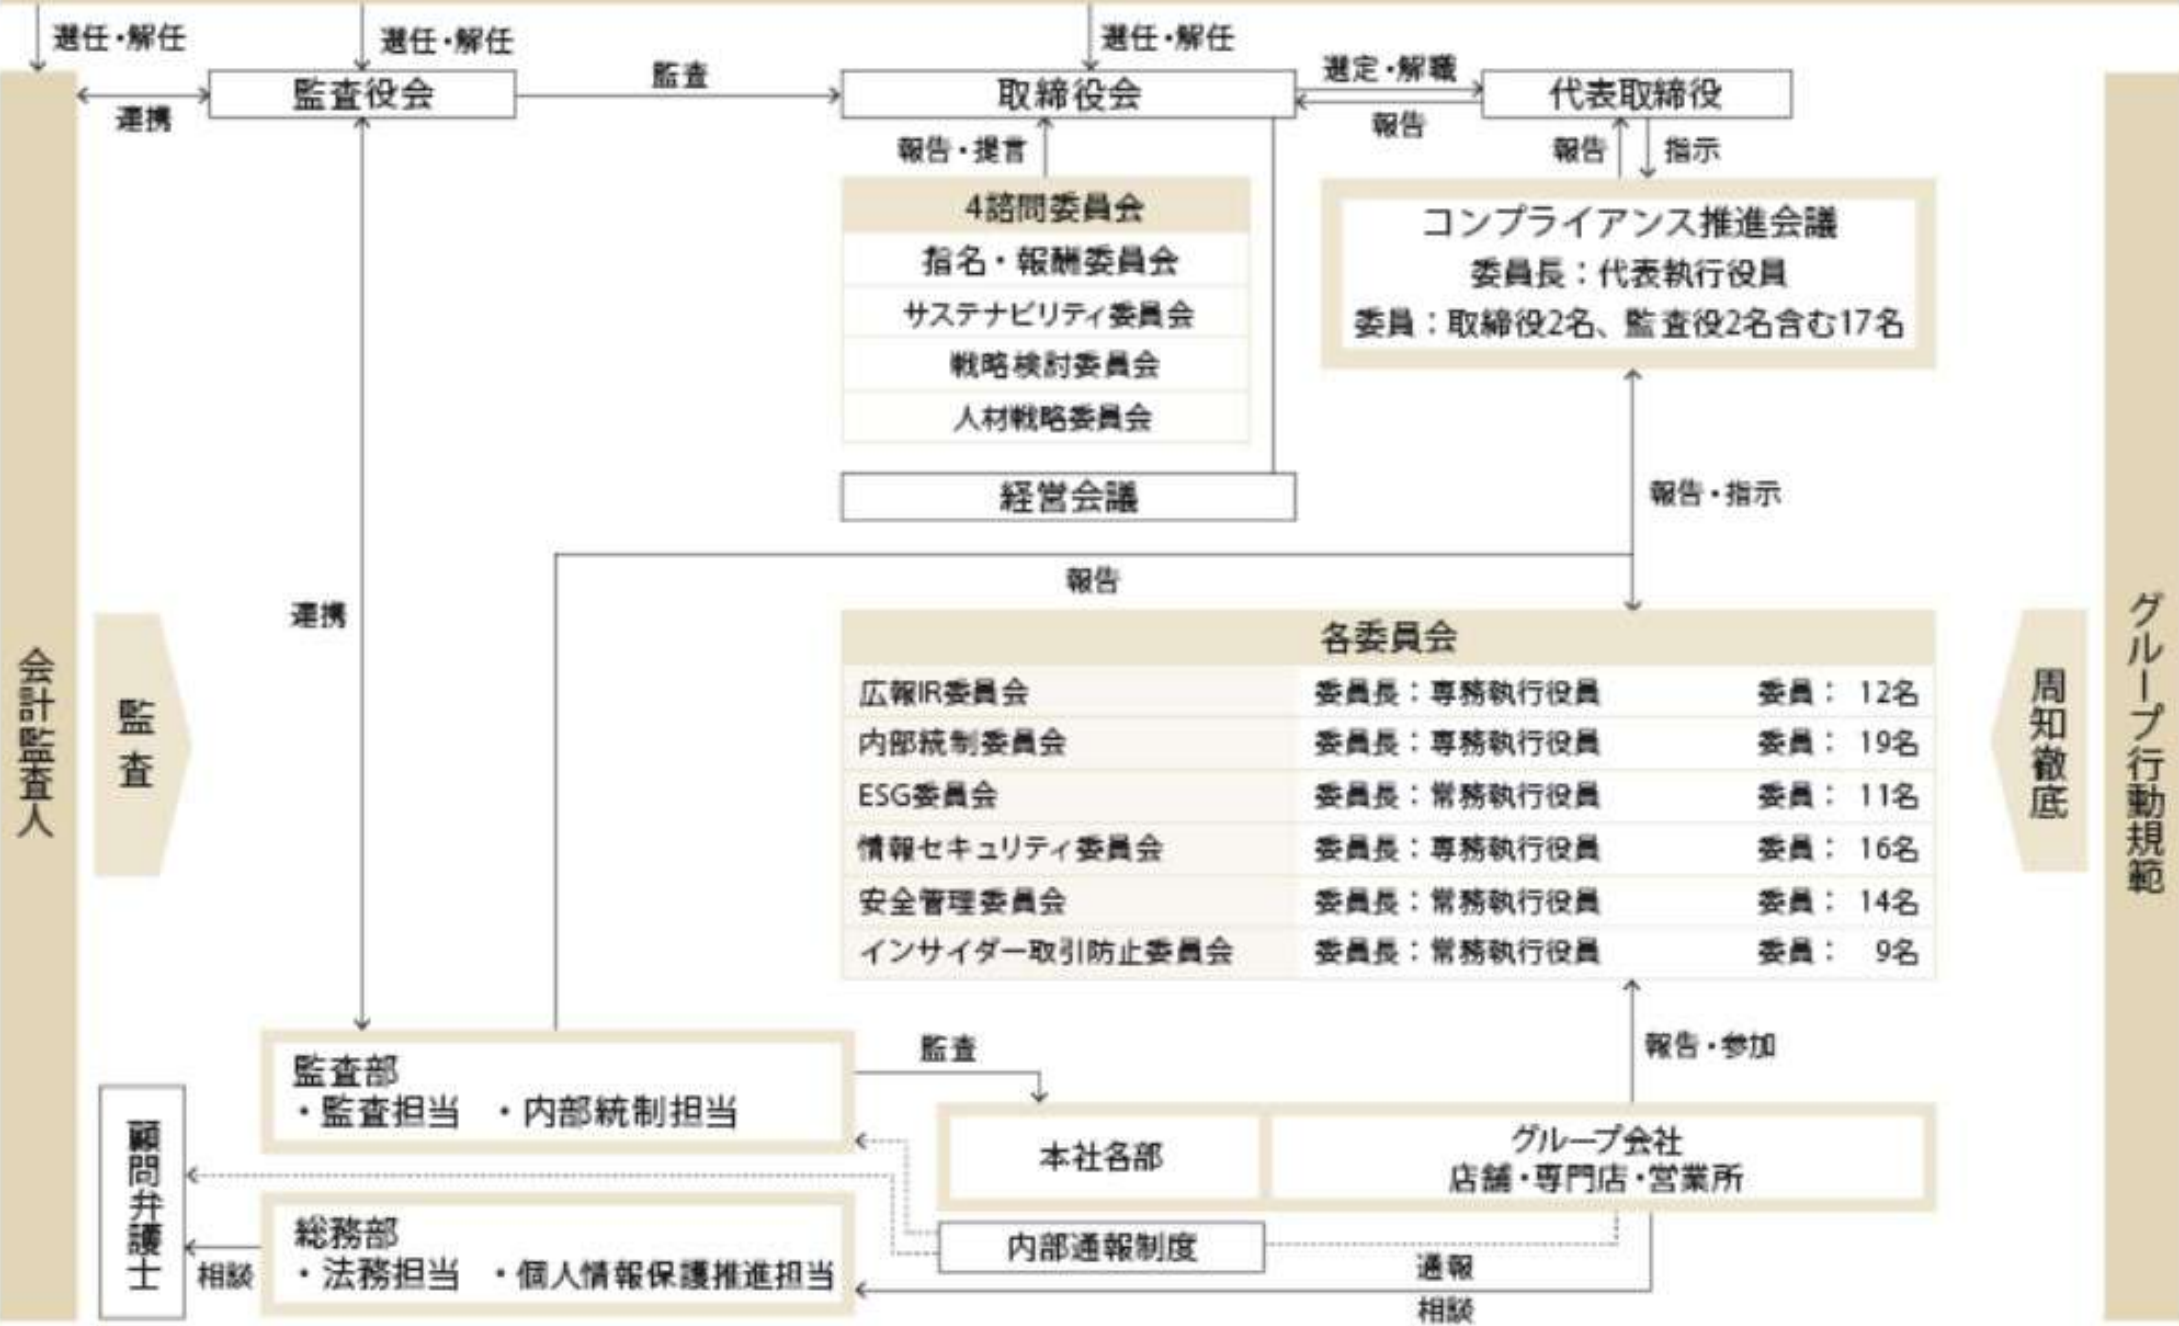 選任・解任
選任・解任
選任・解任
監査役会
監査
取締役会
選定・解職
代表取締役
連携
報告
報告・提言
報告
指示
4諮問委員会
指名・報酬委員会
サステナビリティ委員会
戦略検討委員会
人材戦略委員会
コンプライアンス推進会議
委員長：代表執行役員
委員：取締役2名、監査役2名含む17名
経営会議
報告・指示
報告
連携
会計監査人
監査
各委員会
広報IR委員会 委員長：専務執行役員 委員： 12名
内部統制委員会 委員長：専務執行役員 委員： 19名
ESG委員会 委員長：常務執行役員 委員： 11名
情報セキュリティ委員会 委員長：専務執行役員 委員： 16名
安全管理委員会 委員長：常務執行役員 委員： 14名
インサイダー取引防止委員会 委員長：常務執行役員 委員： 9名
周知徹底
グループ行動規範
監査部
・監査担当 ・内部統制担当
監査
報告・参加
本社各部
グループ会社
店舗・専門店・営業所
顧問弁護士
総務部
・法務担当 ・個人情報保護推進担当
相談
内部通報制度
通報
相談